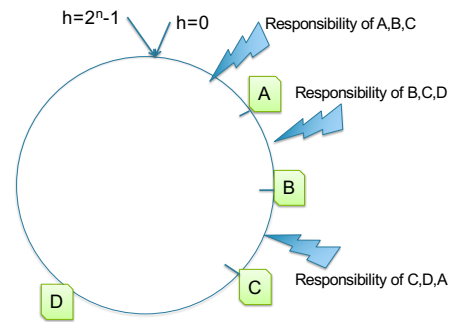 h=2ⁿ-1
h=0
Responsibility of A,B,C
A
Responsibility of B,C,D
B
C
Responsibility of C,D,A
D